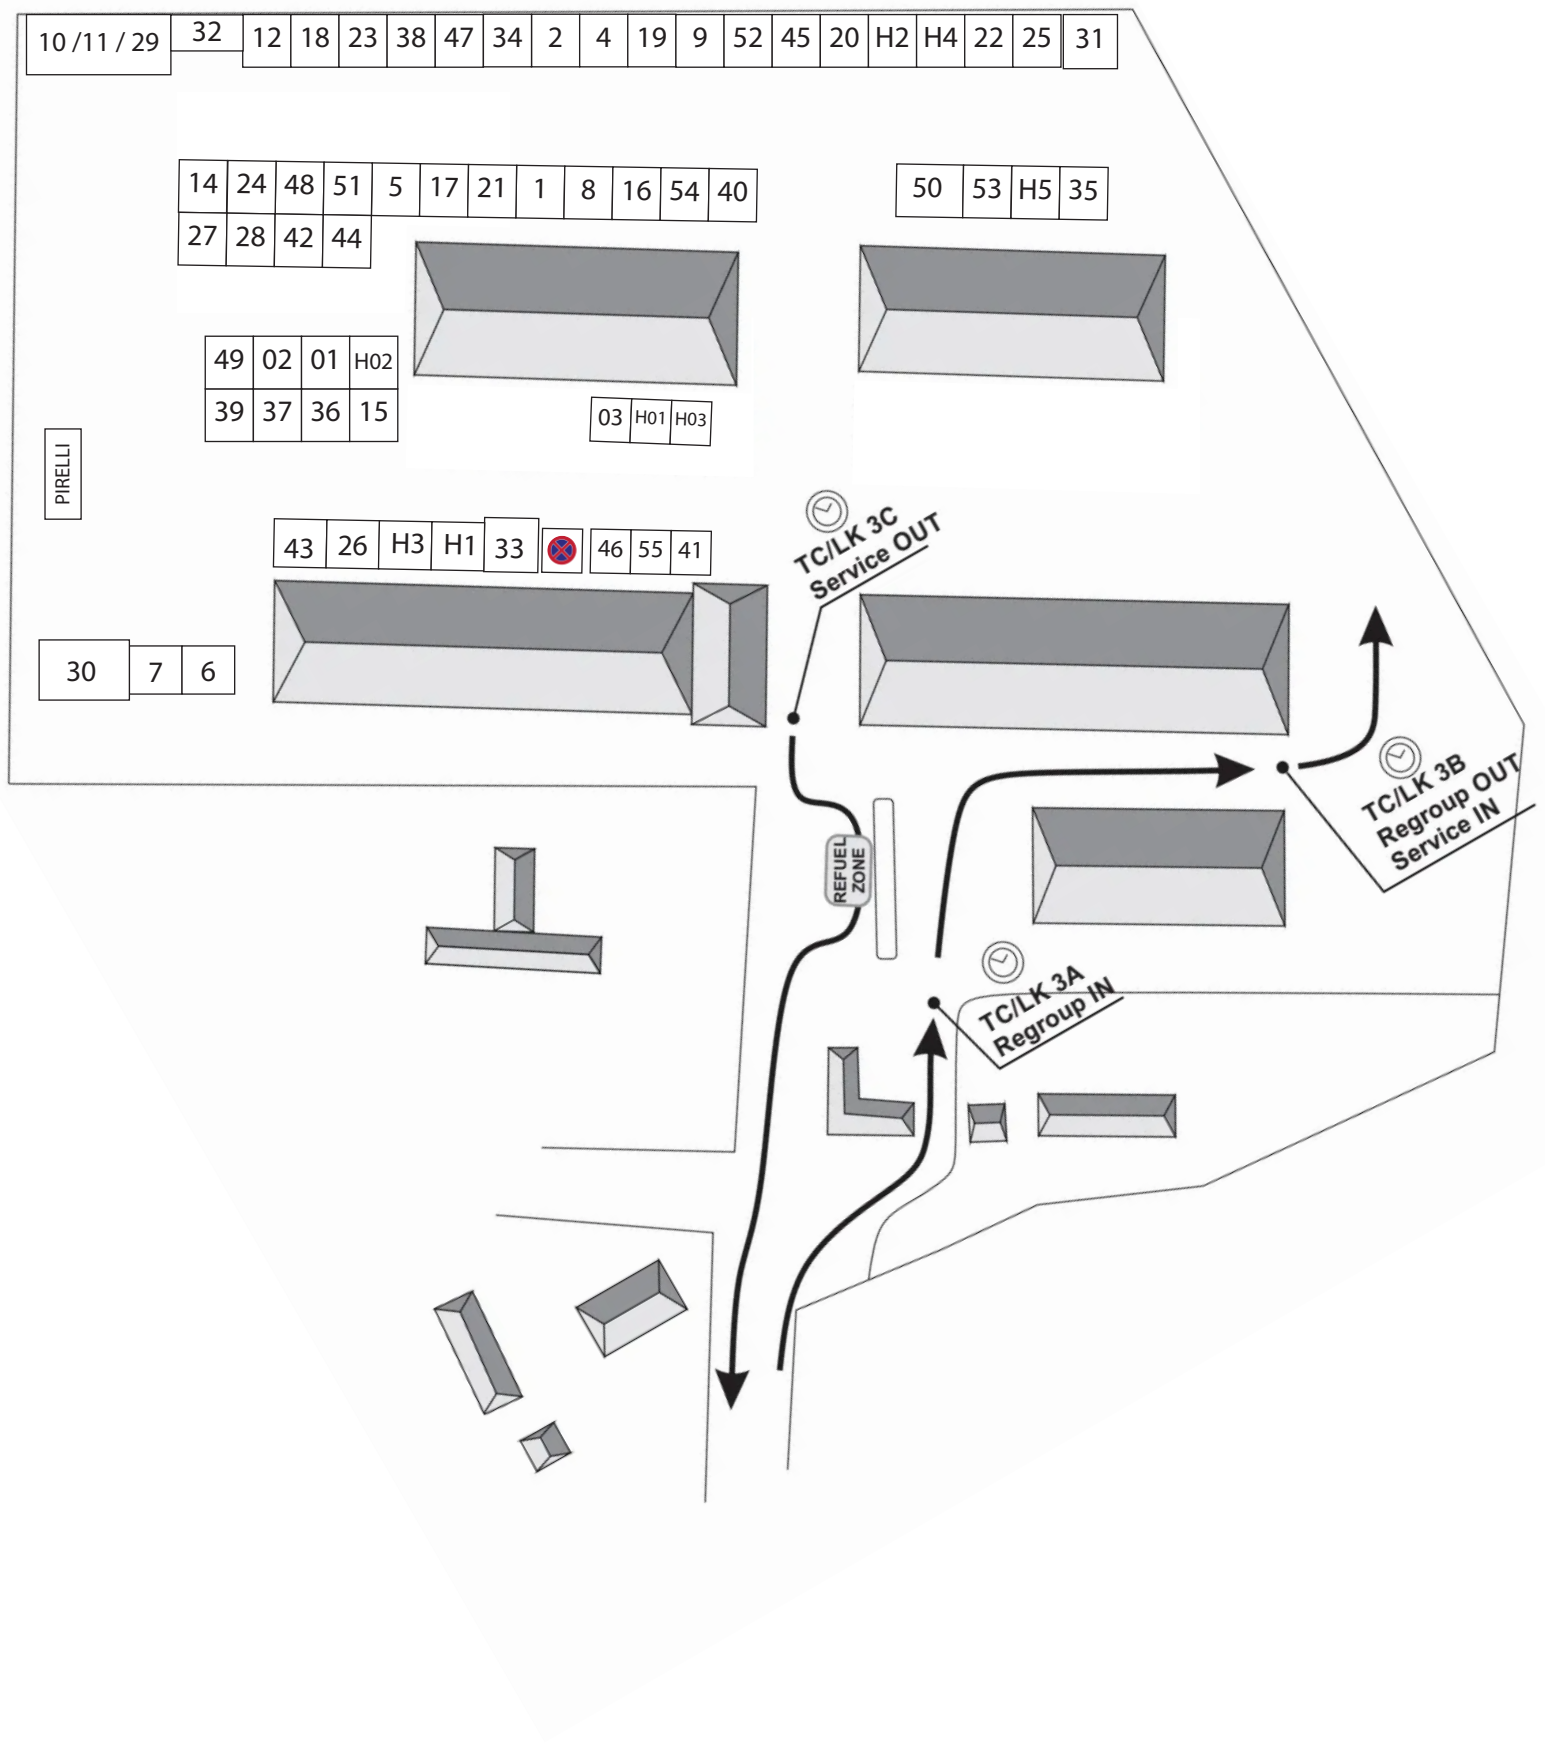 10 /11 / 29 32 12 18 23 38 47 34 2 4 19 9 52 45 20 H2 H4 22 25 31
14 24 48 51 5 17 21 1 8 16 54 40 50 53 H5 35
27 28 42 44
49 02 01 H02
39 37 36 15 03 H01 H03
PIRELLI
43 26 H3 H1 33 46 55 41
TC/LK 3C
Service OUT
30 7 6
TC/LK 3B
Regroup OUT
Service IN
REFUEL
ZONE
TC/LK 3A
Regroup IN